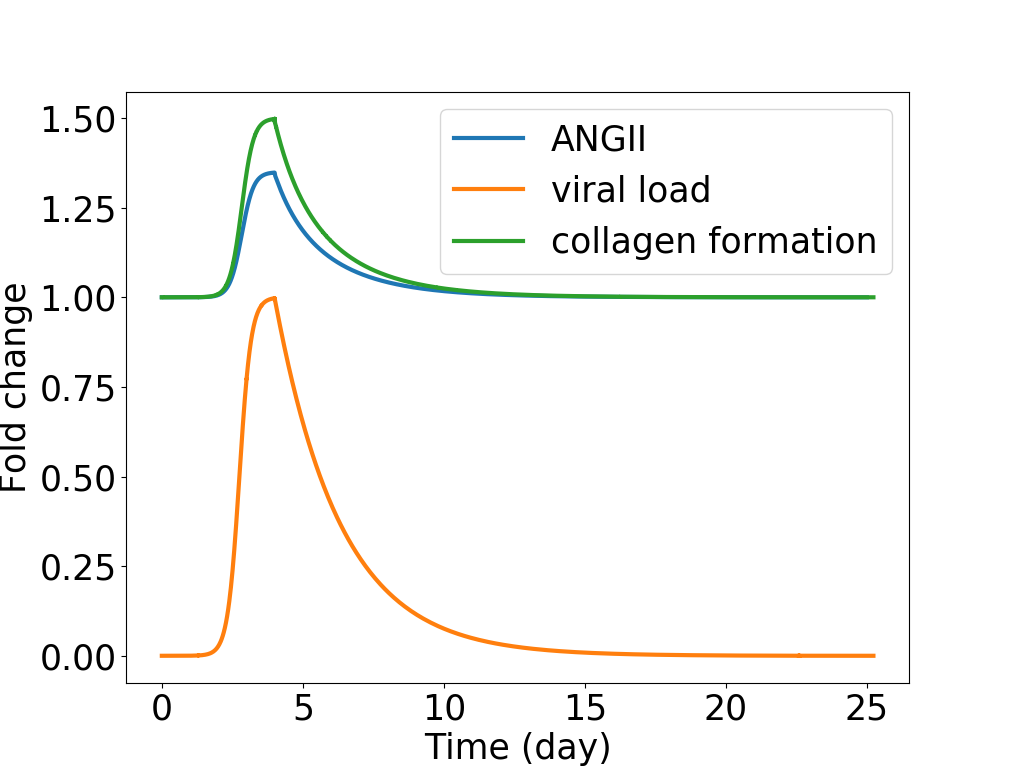 1.50
1.25
1.00
0.75
0.50
0.25
0.00
Fold change
ANGII
viral load
collagen formation
0 5 10 15 20 25
Time (day)